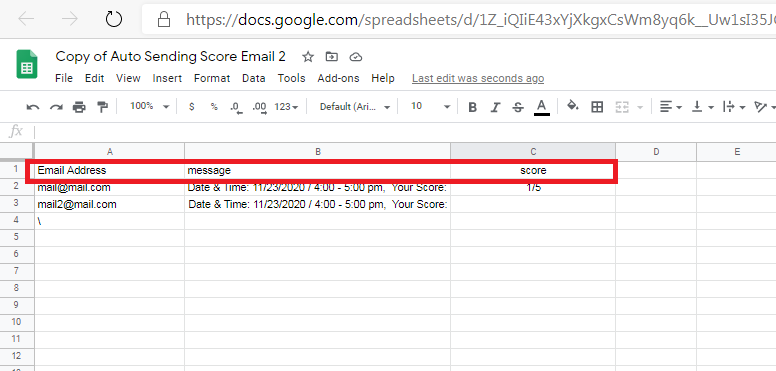 https://docs.google.com/spreadsheets/d/1Z_iQIiE43xYjXkgxCsWm8yq6k__Uw1sI35J
Copy of Auto Sending Score Email 2
File Edit View Insert Format Data Tools Add-ons Help Last edit was seconds ago
100% $ % .0 .00 123 Default (Ari... 10 B I S A
fx
A B C D E
1 Email Address message score
2 mail@mail.com Date & Time: 11/23/2020 / 4:00 - 5:00 pm, Your Score: 1/5
3 mail2@mail.com Date & Time: 11/23/2020 / 4:00 - 5:00 pm, Your Score:
4 \
5
6
7
8
9
10
11
12